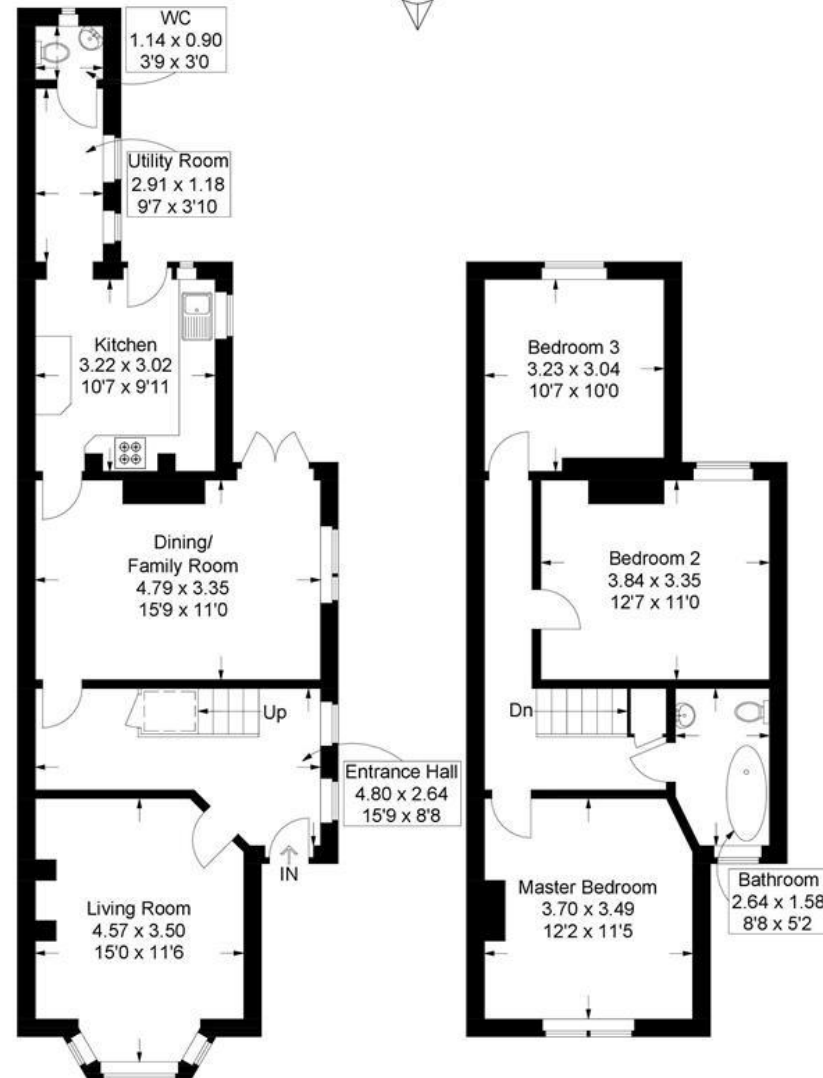 WC
1.14 x 0.90
3'9 x 3'0
Utility Room
2.91 x 1.18
9'7 x 3'10
Kitchen
3.22 x 3.02
10'7 x 9'11
Dining/
Family Room
4.79 x 3.35
15'9 x 11'0
Up
Entrance Hall
4.80 x 2.64
15'9 x 8'8
IN
Living Room
4.57 x 3.50
15'0 x 11'6
Bedroom 3
3.23 x 3.04
10'7 x 10'0
Bedroom 2
3.84 x 3.35
12'7 x 11'0
Dn
Bathroom
2.64 x 1.58
8'8 x 5'2
Master Bedroom
3.70 x 3.49
12'2 x 11'5